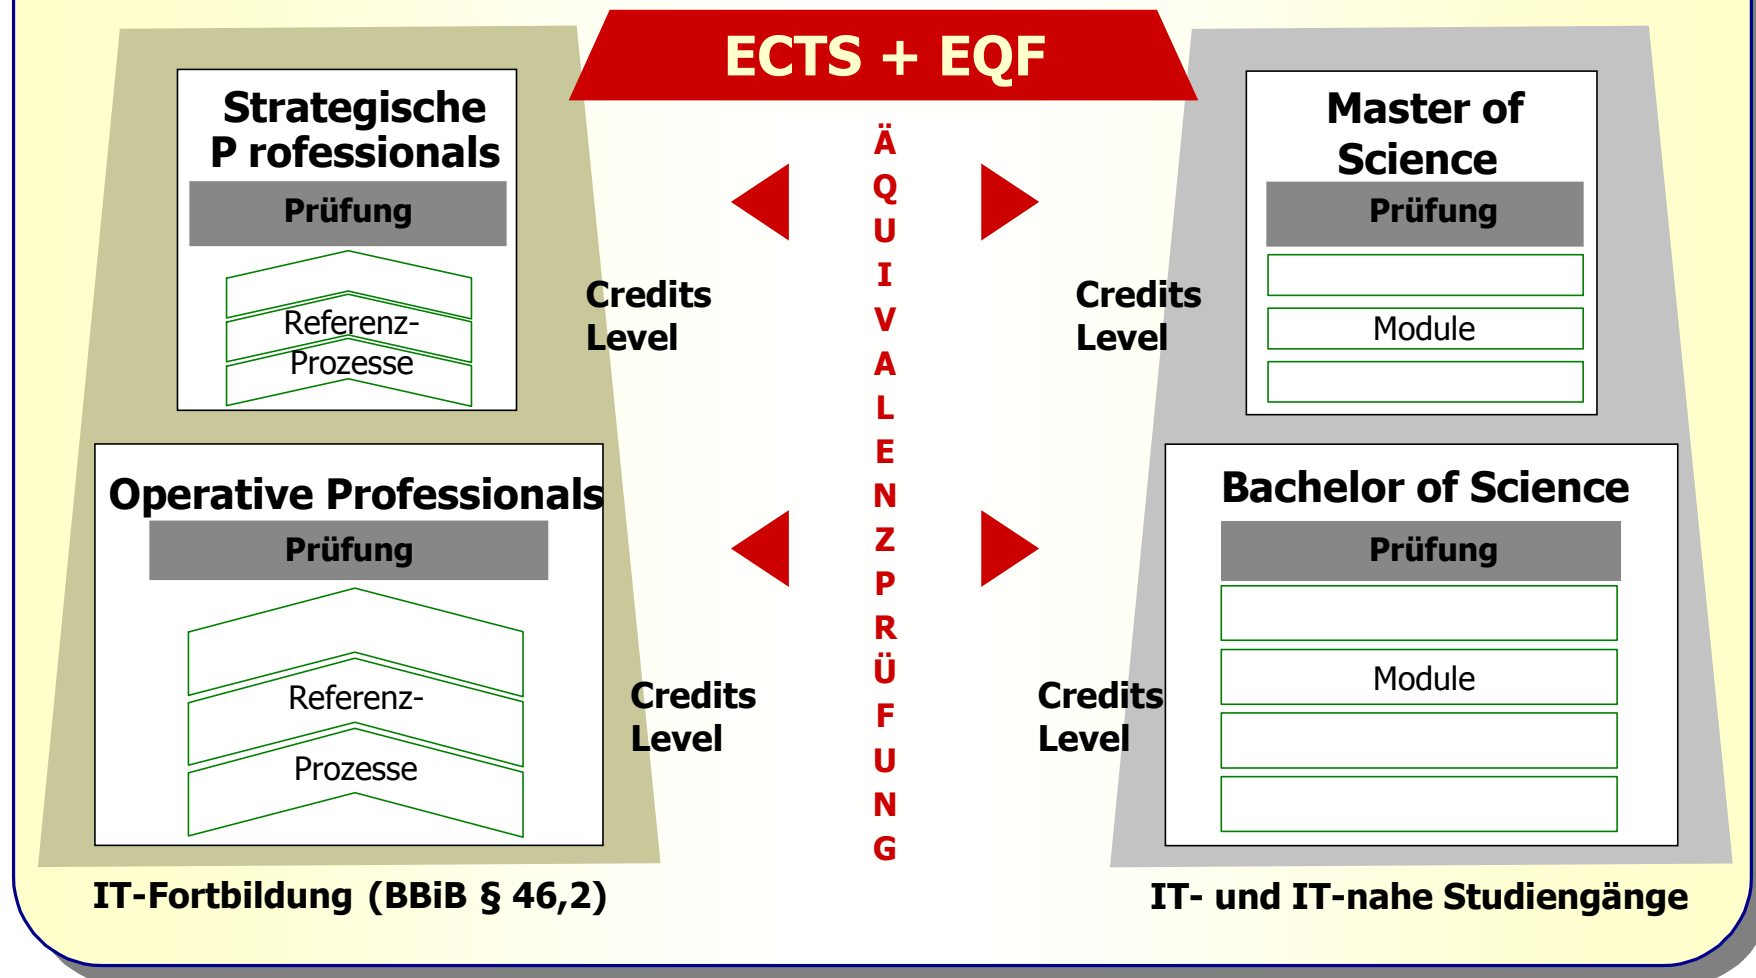 ECTS + EQF
Strategische
P rofessionals
Prüfung
Referenz-
Prozesse
Credits
Level
Operative Professionals
Prüfung
Referenz-
Prozesse
Credits
Level
IT-Fortbildung (BBiB § 46,2)
Ä
Q
U
I
V
A
L
E
N
Z
P
R
Ü
F
U
N
G
Master of
Science
Prüfung
Module
Credits
Level
Bachelor of Science
Prüfung
Module
Credits
Level
IT- und IT-nahe Studiengänge